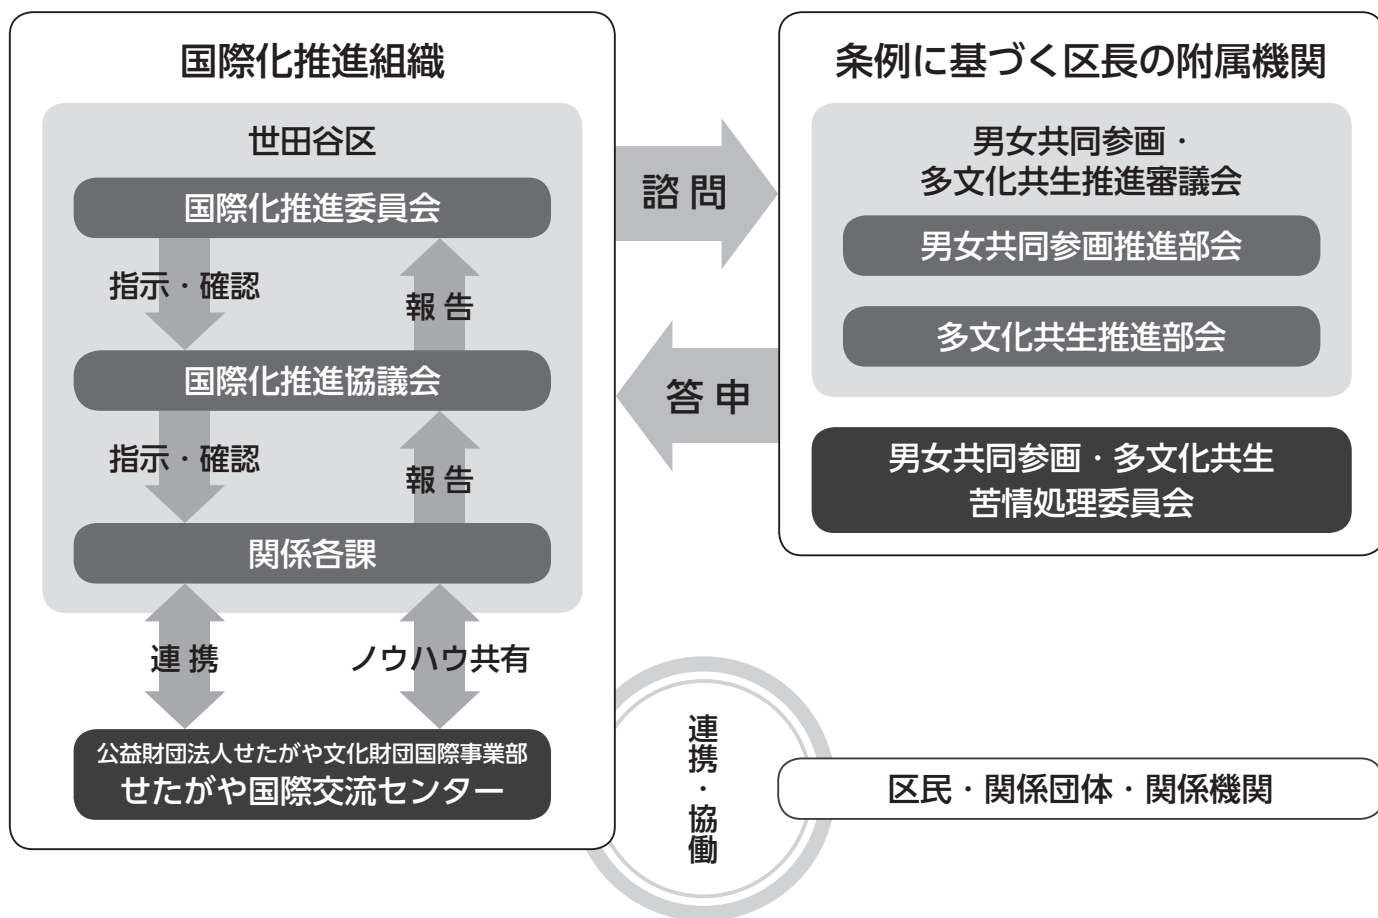 国際化推進組織
世田谷区
国際化推進委員会
指示・確認
報告
国際化推進協議会
指示・確認
報告
関係各課
連携
ノウハウ共有
公益財団法人せたがや文化財団国際事業部
せたがや国際交流センター
諮問
答申
条例に基づく区長の附属機関
男女共同参画・
多文化共生推進審議会
男女共同参画推進部会
多文化共生推進部会
男女共同参画・多文化共生
苦情処理委員会
連携・協働
区民・関係団体・関係機関